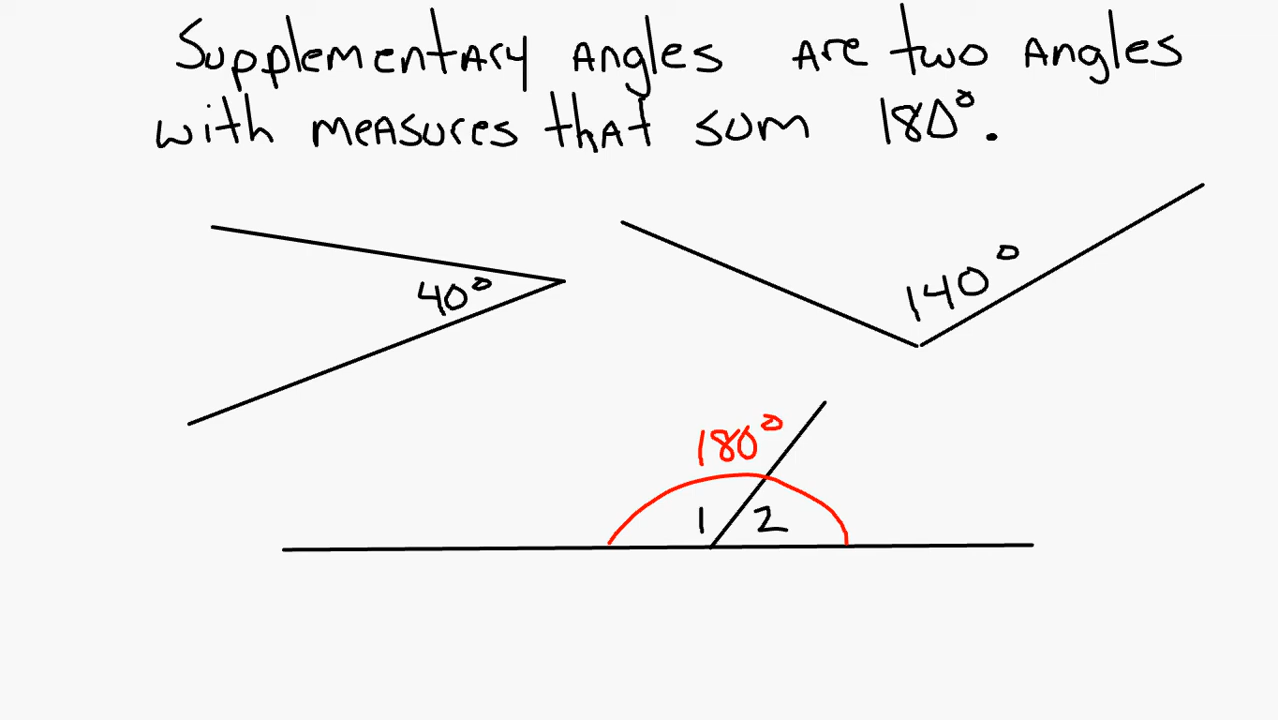 Supplementary Angles Are two Angles
with measures that sum 180°.
40°
140°
180°
1 2